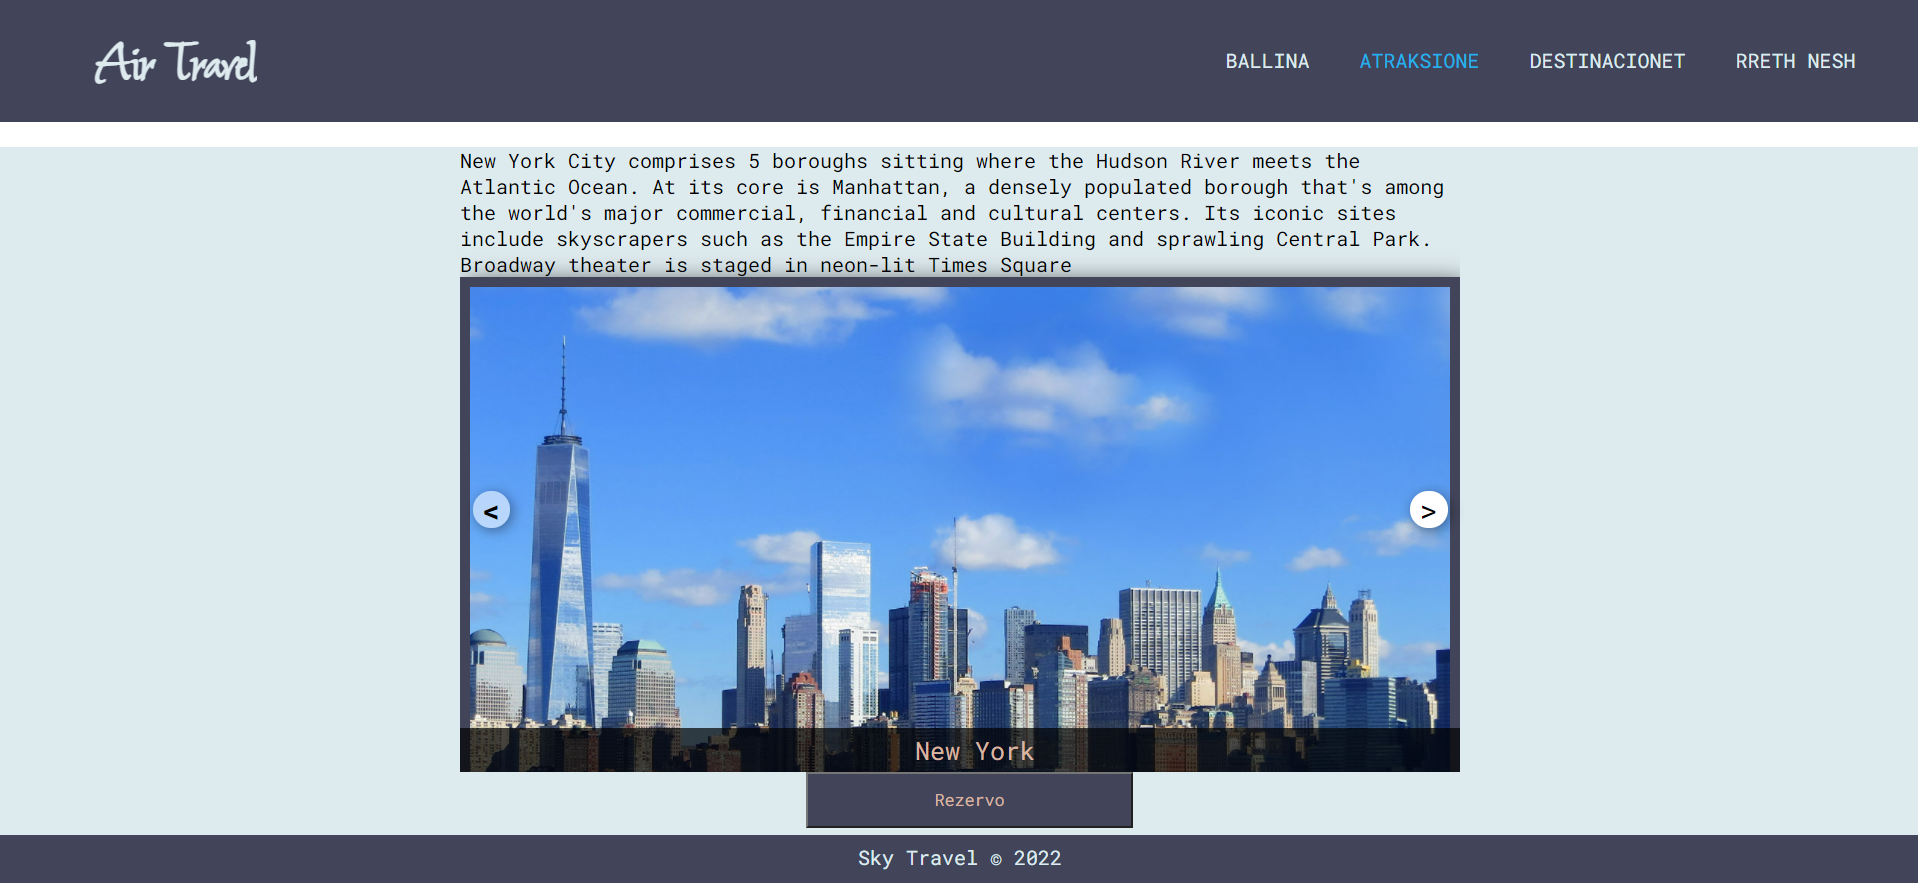 Air Travel
BALLINA ATRAKSIONE DESTINACIONET RRETH NESH
New York City comprises 5 boroughs sitting where the Hudson River meets the
Atlantic Ocean. At its core is Manhattan, a densely populated borough that's among
the world's major commercial, financial and cultural centers. Its iconic sites
include skyscrapers such as the Empire State Building and sprawling Central Park.
Broadway theater is staged in neon-lit Times Square
< >
New York
Rezervo
Sky Travel © 2022